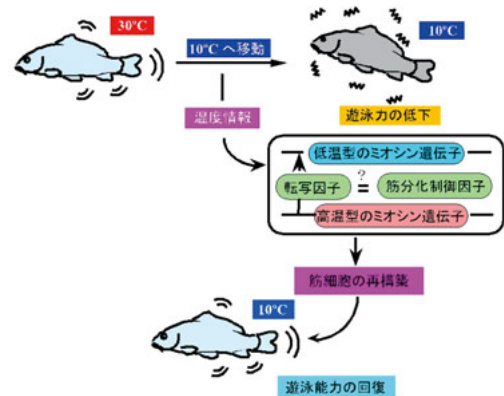 30°C
10°C へ移動
10°C
温度情報
遊泳力の低下
低温型のミオシン遺伝子
転写因子
?
=
筋分化制御因子
高温型のミオシン遺伝子
筋細胞の再構築
10°C
遊泳能力の回復